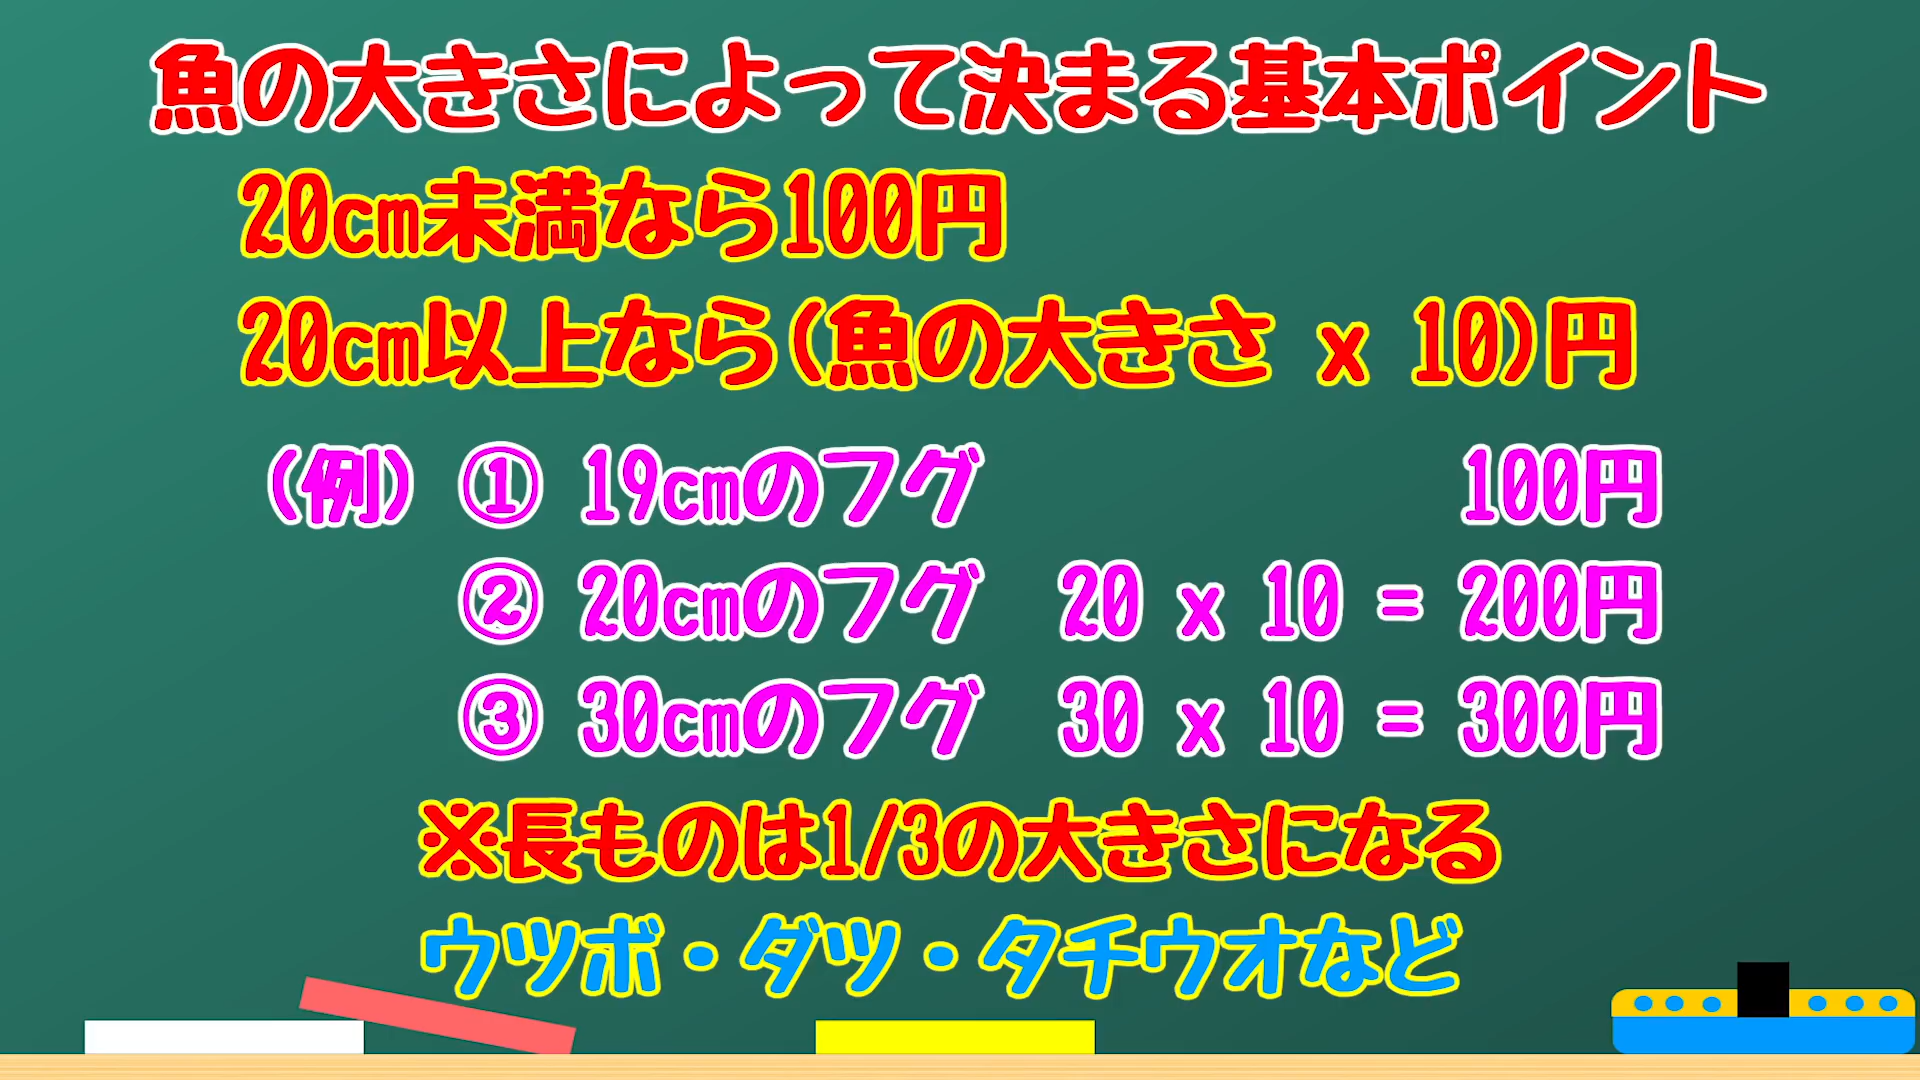 魚の大きさによって決まる基本ポイント
20cm未満なら100円
20cm以上なら(魚の大きさ x 10)円
(例) ① 19cmのフグ 100円
② 20cmのフグ 20 x 10 = 200円
③ 30cmのフグ 30 x 10 = 300円
※長ものは1/3の大きさになる
ウツボ・ダツ・タチウオなど